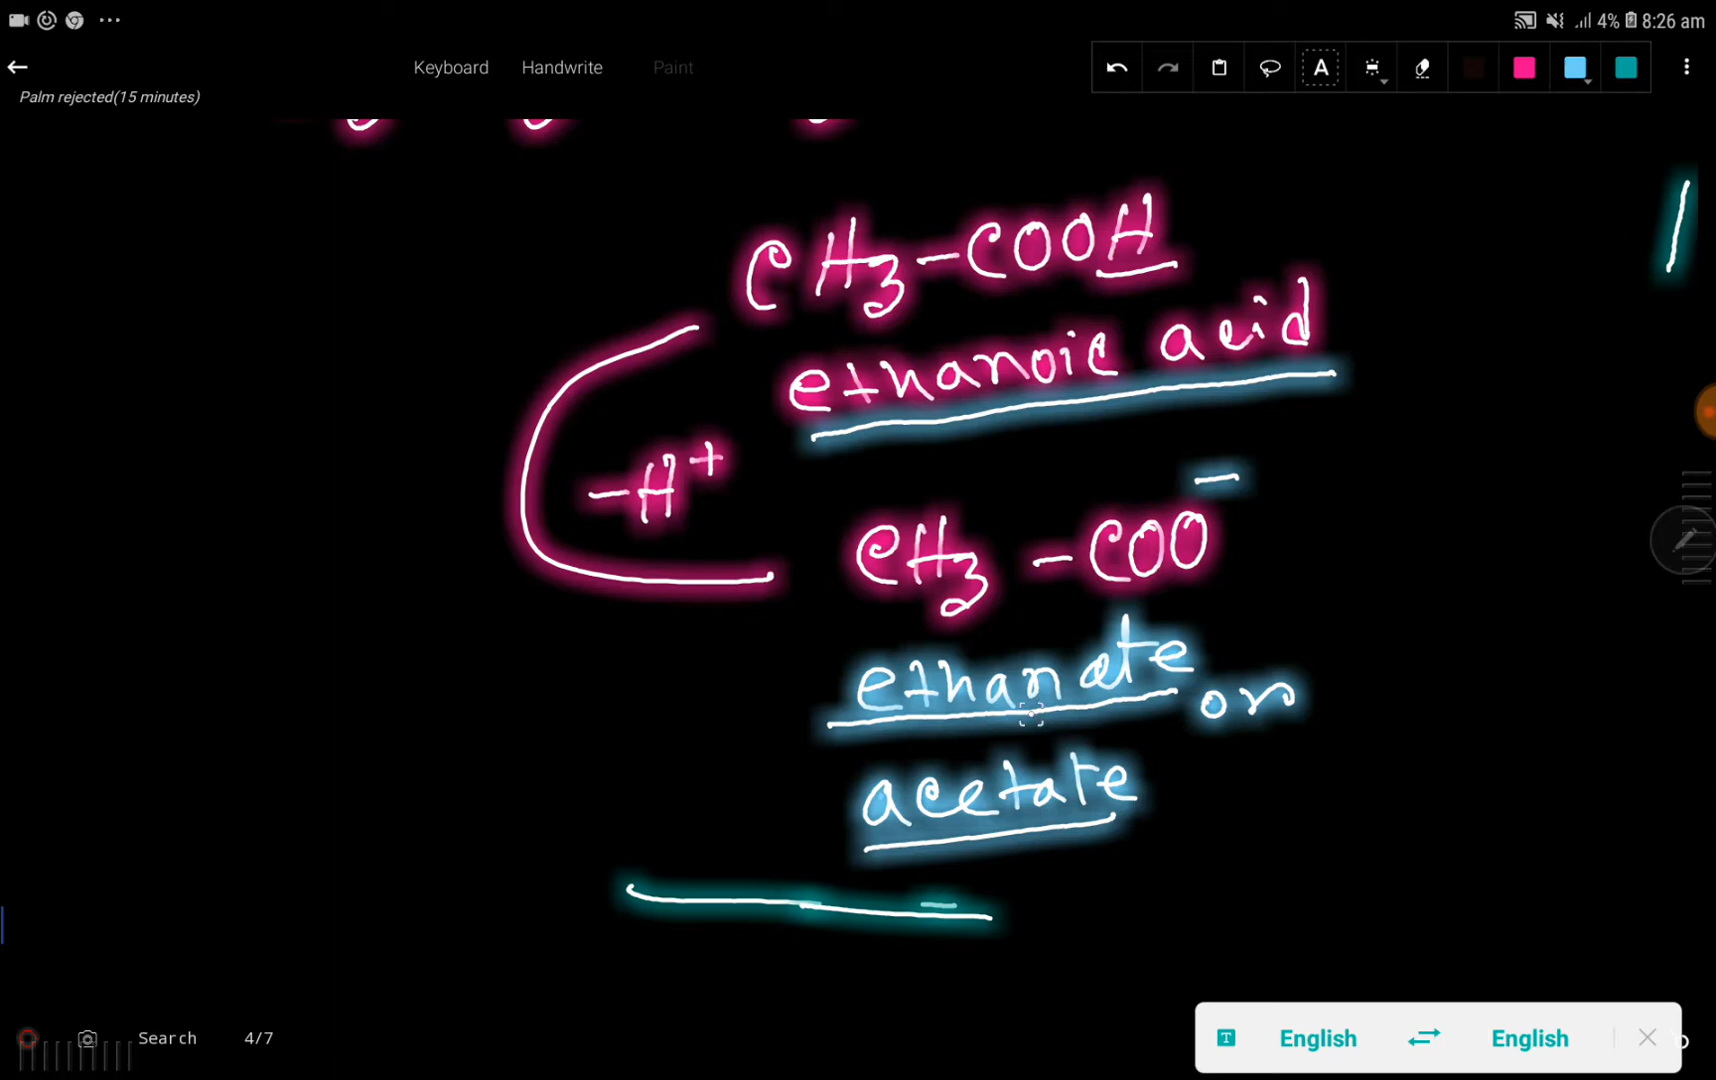 4% 8:26 am
Keyboard Handwrite Paint A
Palm rejected(15 minutes)
CH3-COOH
ethanoic acid
-H+
CH3-COO-
ethanate or
acetate
Search 4/7
T English English